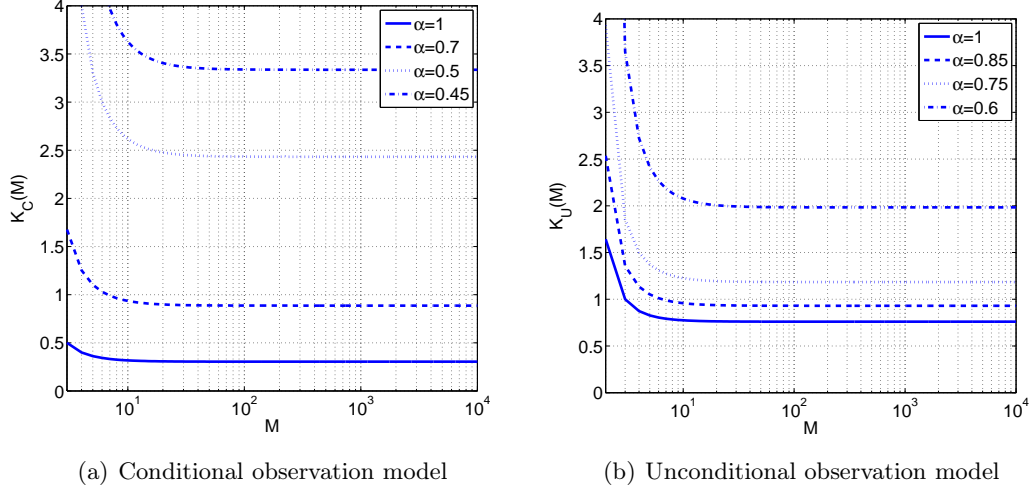 4
3.5
3
2.5
2
1.5
1
0.5
0
K_C(M)
10^1
10^2
10^3
10^4
M
α=1
α=0.7
α=0.5
α=0.45
(a) Conditional observation model
4
3.5
3
2.5
2
1.5
1
0.5
0
K_U(M)
10^1
10^2
10^3
10^4
M
α=1
α=0.85
α=0.75
α=0.6
(b) Unconditional observation model